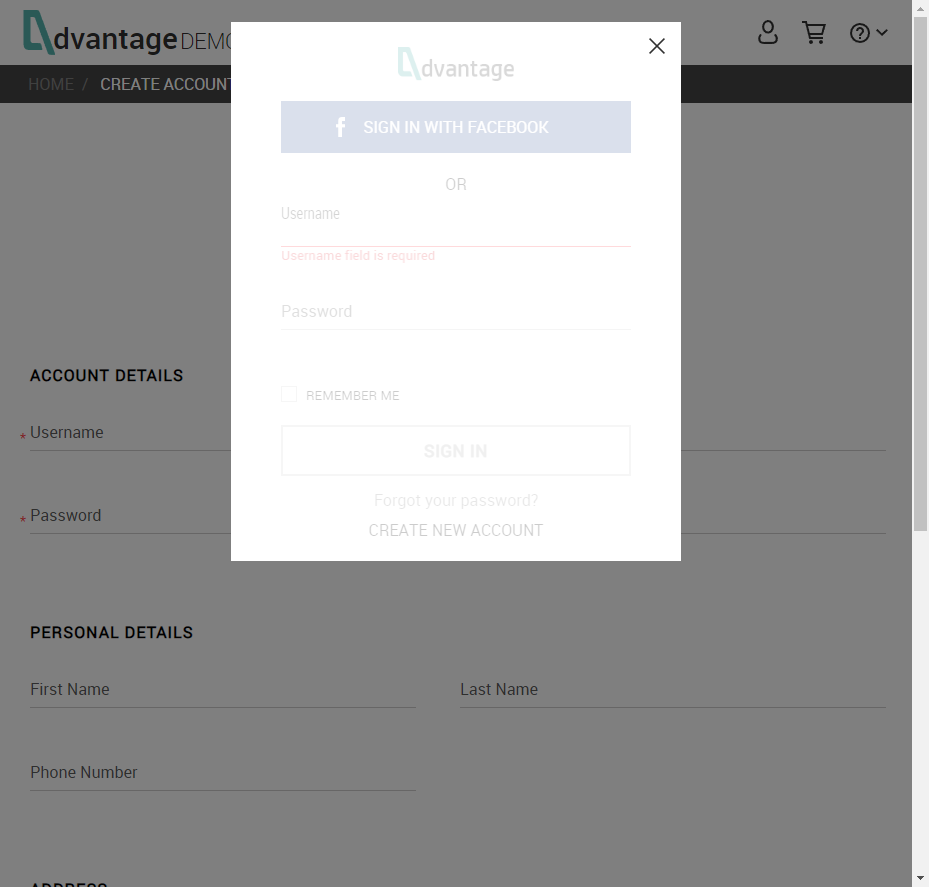 dvantage DEMO
HOME / CREATE ACCOUNT
dvantage
f SIGN IN WITH FACEBOOK
OR
Username
Username field is required
Password
REMEMBER ME
SIGN IN
Forgot your password?
CREATE NEW ACCOUNT
ACCOUNT DETAILS
* Username
* Password
PERSONAL DETAILS
First Name
Last Name
Phone Number
ADDRESS